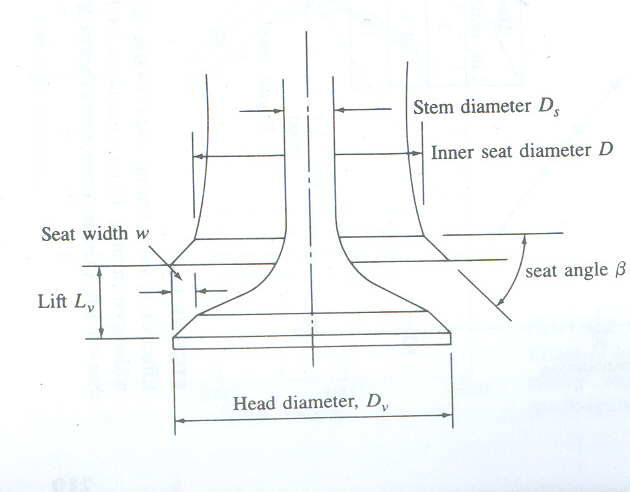 Stem diameter Ds
Inner seat diameter D
Seat width w
seat angle β
Lift Lv
Head diameter, Dv